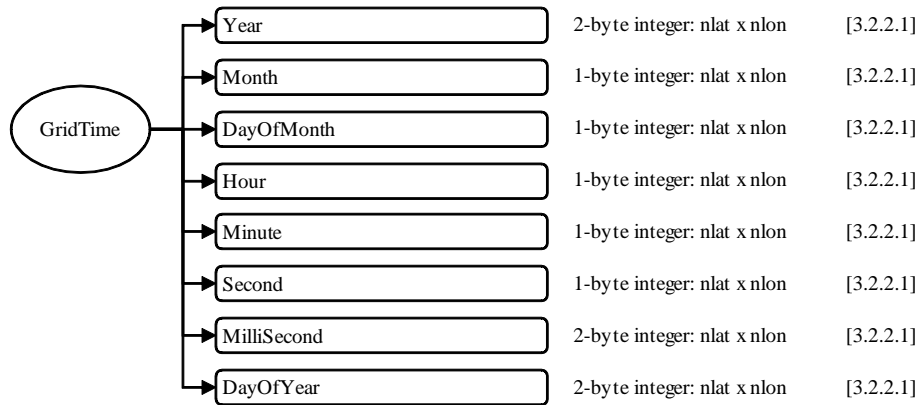 Year 2-byte integer: nlat x nlon [3.2.2.1]
Month 1-byte integer: nlat x nlon [3.2.2.1]
GridTime DayOfMonth 1-byte integer: nlat x nlon [3.2.2.1]
Hour 1-byte integer: nlat x nlon [3.2.2.1]
Minute 1-byte integer: nlat x nlon [3.2.2.1]
Second 1-byte integer: nlat x nlon [3.2.2.1]
MilliSecond 2-byte integer: nlat x nlon [3.2.2.1]
DayOfYear 2-byte integer: nlat x nlon [3.2.2.1]